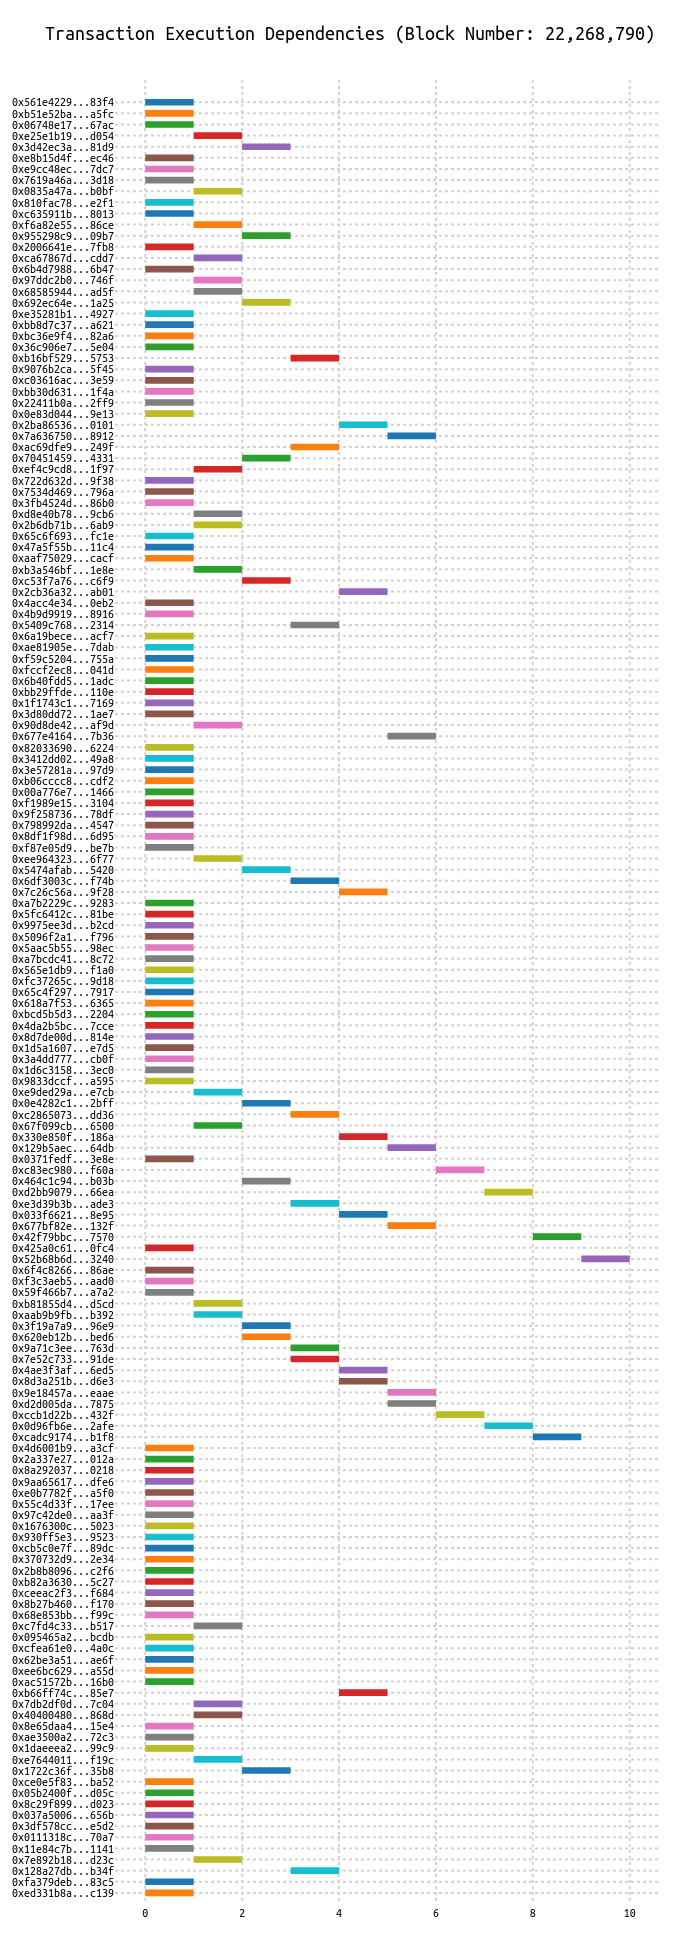 Transaction Execution Dependencies (Block Number: 22,268,790)
0x561e4229...83f4
0xb51e52ba...a5fc
0x06748e17...67ac
0xe25e1b19...d054
0x3d42ec3a...81d9
0xe8b15d4f...ec46
0xe9cc48ec...7dc7
0x7619a46a...3d18
0x0835a47a...b0bf
0x810fac78...e2f1
0xc635911b...8013
0xf6a82e55...86ce
0x955298c9...09b7
0x2006641e...7fb8
0xca67867d...cdd7
0x6b4d7988...6b47
0x97ddc2b0...746f
0x68585944...ad5f
0x692ec64e...1a25
0xe35281b1...4927
0xbb8d7c37...a621
0xbc36e9f4...82a6
0x36c906e7...5e04
0xb16bf529...5753
0x9076b2ca...5f45
0xc03616ac...3e59
0xbb30d631...1f4a
0x22411b0a...2ff9
0x0e83d044...9e13
0x2ba86536...0101
0x7a636750...8912
0xac69dfe9...249f
0x70451459...4331
0xef4c9cd8...1f97
0x722d632d...9f38
0x7534d469...796a
0x3fb4524d...86b0
0xd8e40b78...9cb6
0x2b6db71b...6ab9
0x65c6f693...fc1e
0x47a5f55b...11c4
0xaaf75029...cacf
0xb3a546bf...1e8e
0xc53f7a76...c6f9
0x2cb36a32...ab01
0x4acc4e34...0eb2
0x4b9d9919...8916
0x5409c768...2314
0x6a19bece...acf7
0xae81905e...7dab
0xf59c5204...755a
0xfccf2ec8...041d
0x6b40fdd5...1adc
0xbb29ffde...110e
0x1f1743c1...7169
0x3d80dd72...1ae7
0x90d8de42...af9d
0x677e4164...7b36
0x82033690...6224
0x3412dd02...49a8
0x3e57281a...97d9
0xb06cccc8...cdf2
0x00a776e7...1466
0xf1989e15...3104
0x9f258736...78df
0x798992da...4547
0x8df1f98d...6d95
0xf87e05d9...be7b
0xee964323...6f77
0x5474afab...5420
0x6df3003c...f74b
0x7c26c56a...9f28
0xa7b2229c...9283
0x5fc6412c...81be
0x9975ee3d...b2cd
0x5096f2a1...f796
0x5aac5b55...98ec
0xa7bcdc41...8c72
0x565e1db9...f1a0
0xfc37265c...9d18
0x65c4f297...7917
0x618a7f53...6365
0xbcd5b5d3...2204
0x4da2b5bc...7cce
0x8d7de00d...814e
0x1d5a1607...e7d5
0x3a4dd777...cb0f
0x1d6c3158...3ec0
0x9833dccf...a595
0xe9ded29a...e7cb
0x0e4282c1...2bff
0xc2865073...dd36
0x67f099cb...6500
0x330e850f...186a
0x129b5aec...64db
0x0371fedf...3e8e
0xc83ec980...f60a
0x464c1c94...b03b
0xd2bb9079...66ea
0xe3d39b3b...ade3
0x033f6621...8e95
0x677bf82e...132f
0x42f79bbc...7570
0x425a0c61...0fc4
0x52b68b6d...3240
0x6f4c8266...86ae
0xf3c3aeb5...aad0
0x59f466b7...a7a2
0xb81855d4...d5cd
0xaab9b9fb...b392
0x3f19a7a9...96e9
0x620eb12b...bed6
0x9a71c3ee...763d
0x7e52c733...91de
0x4ae3f3af...6ed5
0x8d3a251b...d6e3
0x9e18457a...eaae
0xd2d005da...7875
0xccb1d22b...432f
0x0d96fb6e...2afe
0xcadc9174...b1f8
0x4d6001b9...a3cf
0x2a337e27...012a
0x8a292037...0218
0x9aa65617...dfe6
0xe0b7782f...a5f0
0x55c4d33f...17ee
0x97c42de0...aa3f
0x1676300c...5023
0x930ff5e3...9523
0xcb5c0e7f...89dc
0x370732d9...2e34
0x2b8b8096...c2f6
0xb82a3630...5c27
0xceeac2f3...f684
0x8b27b460...f170
0x68e853bb...f99c
0xc7fd4c33...b517
0x095465a2...bcdb
0xcfea61e0...4a0c
0x62be3a51...ae6f
0xee6bc629...a55d
0xac51572b...16b0
0xb66ff74c...85e7
0x7db2df0d...7c04
0x40400480...868d
0x8e65daa4...15e4
0xae3500a2...72c3
0x1daeeea2...99c9
0xe7644011...f19c
0x1722c36f...35b8
0xce0e5f83...ba52
0x05b2400f...d05c
0x8c29f899...d023
0x037a5006...656b
0x3df578cc...e5d2
0x0111318c...70a7
0x11e84c7b...1141
0x7e892b18...d23c
0x128a27db...b34f
0xfa379deb...83c5
0xed331b8a...c139
0 2 4 6 8 10